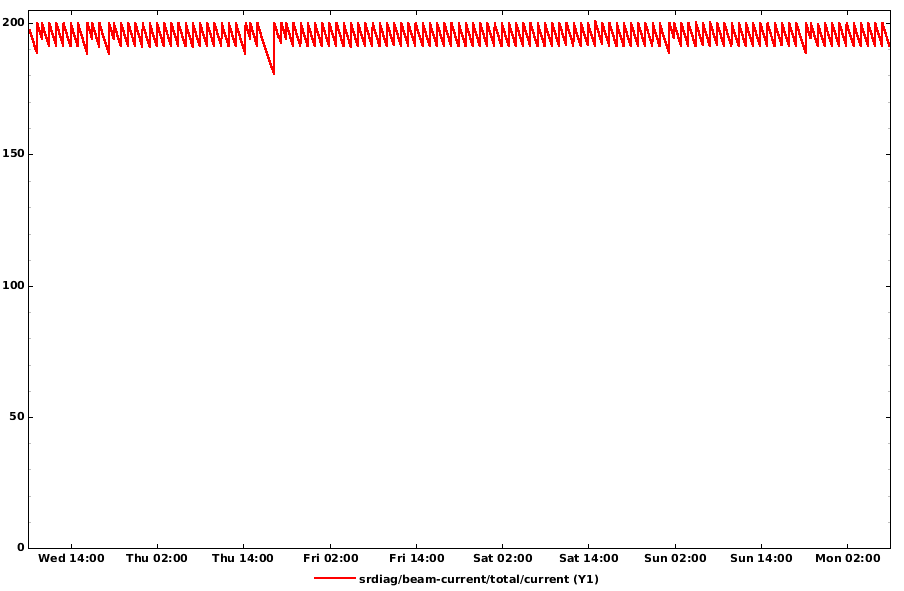 200
150
100
50
0
Wed 14:00 Thu 02:00 Thu 14:00 Fri 02:00 Fri 14:00 Sat 02:00 Sat 14:00 Sun 02:00 Sun 14:00 Mon 02:00
srdiag/beam-current/total/current (Y1)